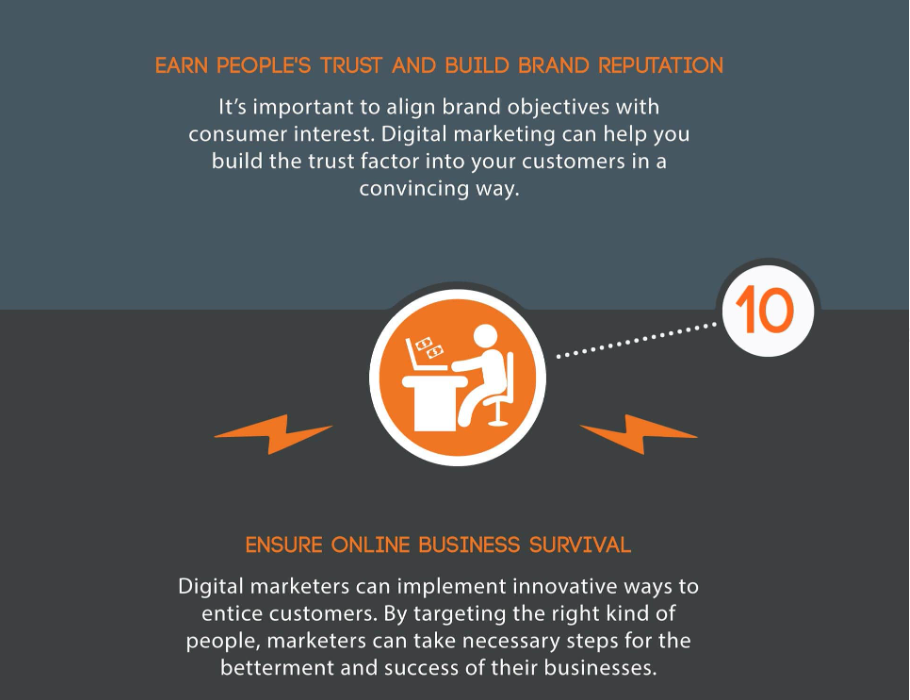 EARN PEOPLE'S TRUST AND BUILD BRAND REPUTATION
It's important to align brand objectives with
consumer interest. Digital marketing can help you
build the trust factor into your customers in a
convincing way.
10
ENSURE ONLINE BUSINESS SURVIVAL
Digital marketers can implement innovative ways to
entice customers. By targeting the right kind of
people, marketers can take necessary steps for the
betterment and success of their businesses.